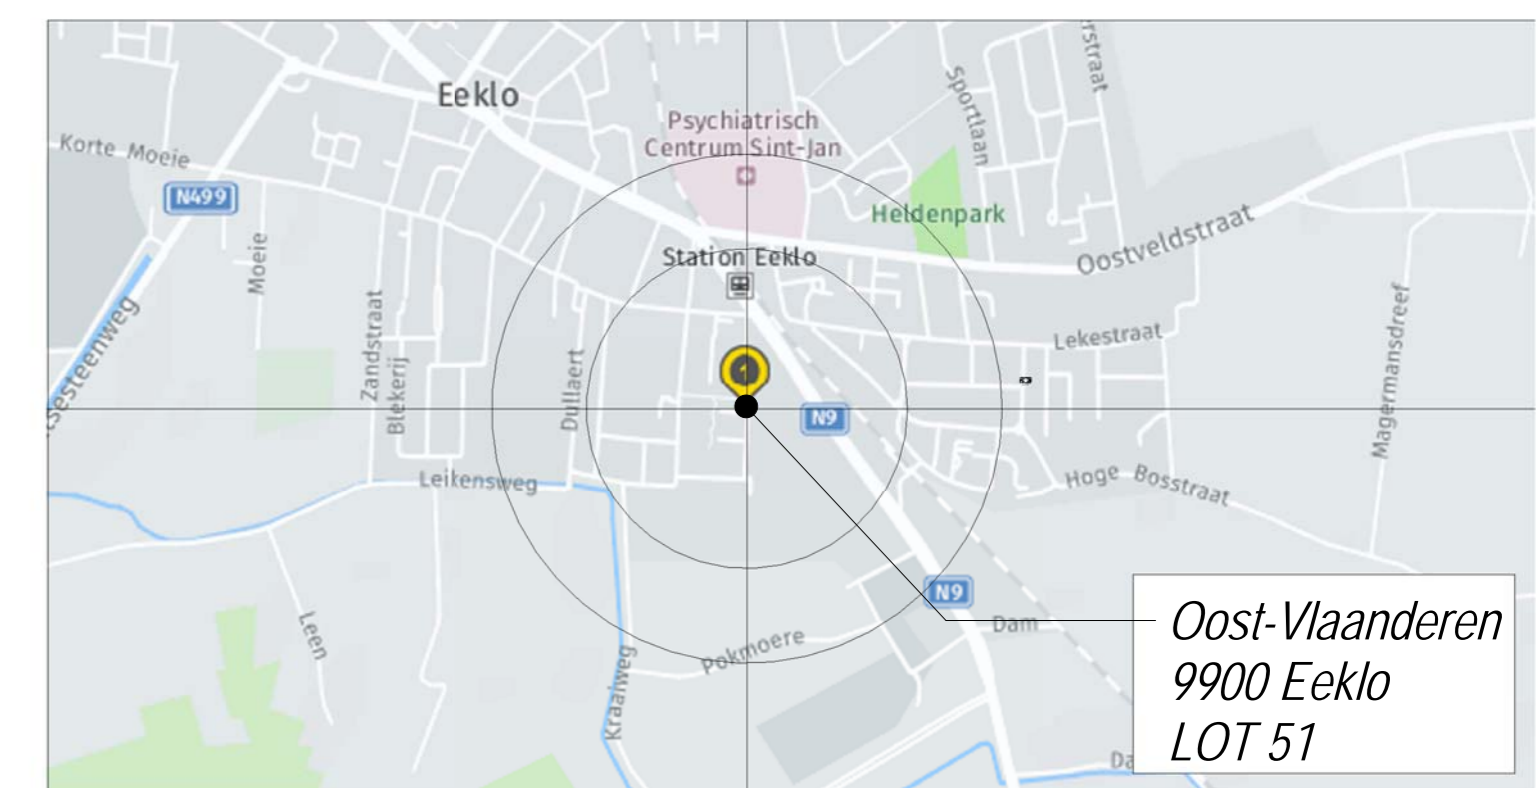 Eeklo
Psychiatrisch
Centrum Sint-Jan
Korte Moeie
N499
Sportlaan
Heldenpark
Oostveldstraat
Station Eeklo
Moeie
Zandstraat
Blekerij
Dullaert
Lekestraat
Magermansdreef
1
N9
Leikensweg
Hoge Bosstraat
N9
Dam
Leen
Kraaiweg
Pokmoere
Oost-Vlaanderen
9900 Eeklo
LOT 51